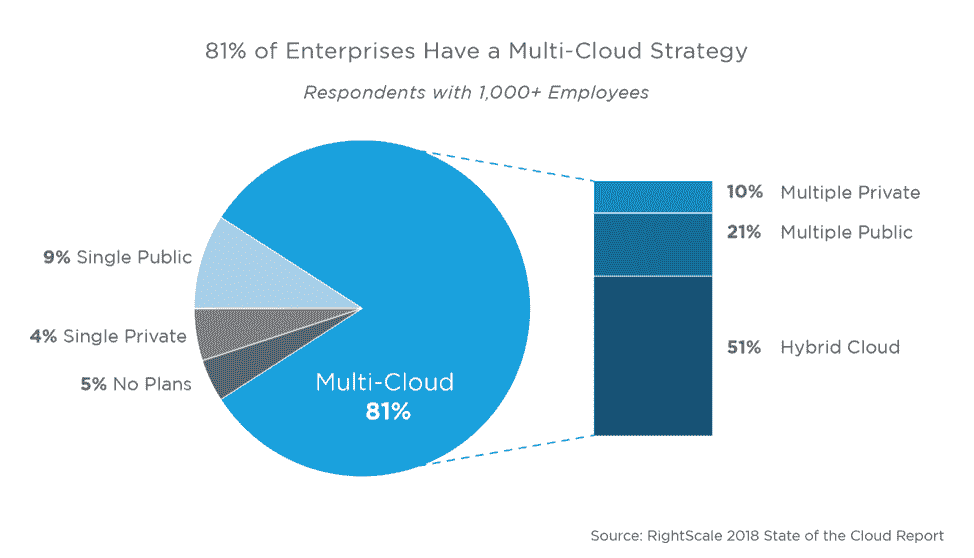 81% of Enterprises Have a Multi-Cloud Strategy
Respondents with 1,000+ Employees
9% Single Public
4% Single Private
5% No Plans
Multi-Cloud
81%
10% Multiple Private
21% Multiple Public
51% Hybrid Cloud
Source: RightScale 2018 State of the Cloud Report